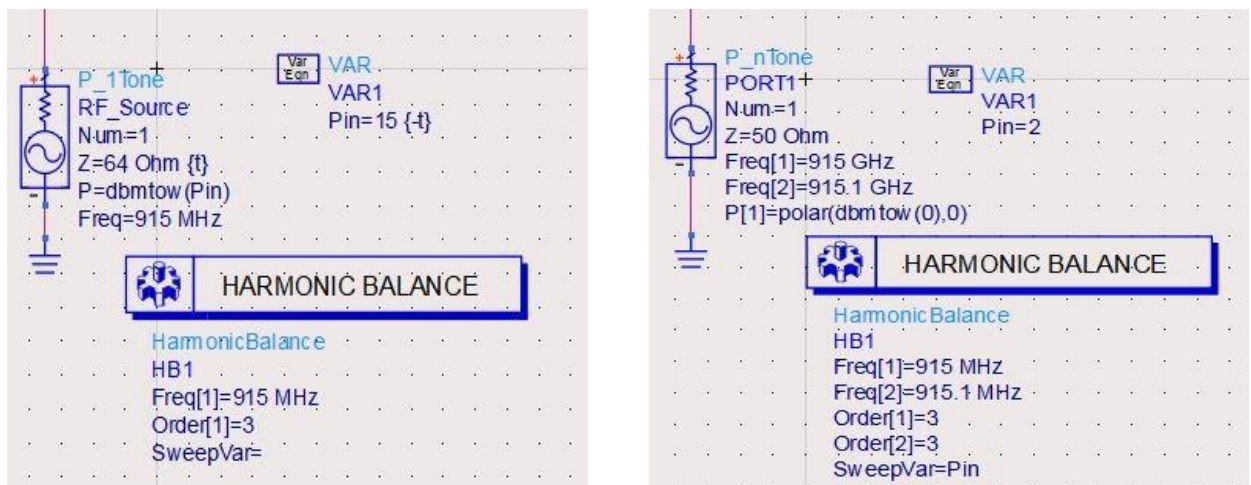 P_1Tone
RF_Source
Num=1
Z=64 Ohm {t}
P=dbmtow(Pin)
Freq=915 MHz
Var
Eqn
VAR
VAR1
Pin=15 {-t}
HARMONIC BALANCE
HarmonicBalance
HB1
Freq[1]=915 MHz
Order[1]=3
SweepVar=
P_nTone
PORT1
Num=1
Z=50 Ohm
Freq[1]=915 GHz
Freq[2]=915.1 GHz
P[1]=polar(dbmtow(0),0)
Var
Eqn
VAR
VAR1
Pin=2
HARMONIC BALANCE
HarmonicBalance
HB1
Freq[1]=915 MHz
Freq[2]=915.1 MHz
Order[1]=3
Order[2]=3
SweepVar=Pin